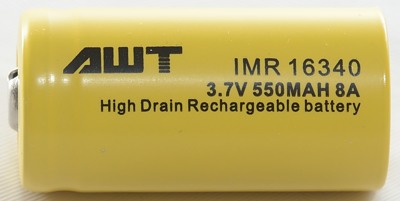 AWT
IMR 16340
3.7V 550MAH 8A
High Drain Rechargeable battery